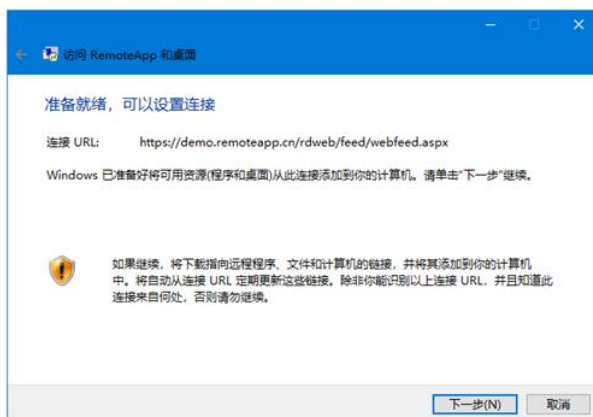 访问 RemoteApp 和桌面
准备就绪，可以设置连接
连接 URL: https://demo.remoteapp.cn/rdweb/feed/webfeed.aspx
Windows 已准备好将可用资源(程序和桌面)从此连接添加到你的计算机。请单击"下一步"继续。
如果继续，将下载指向远程程序、文件和计算机的链接，并将其添加到你的计算机
中。将自动从连接 URL 定期更新这些链接。除非你能识别以上连接 URL，并且知道此
连接来自何处，否则请勿继续。
下一步(N) 取消